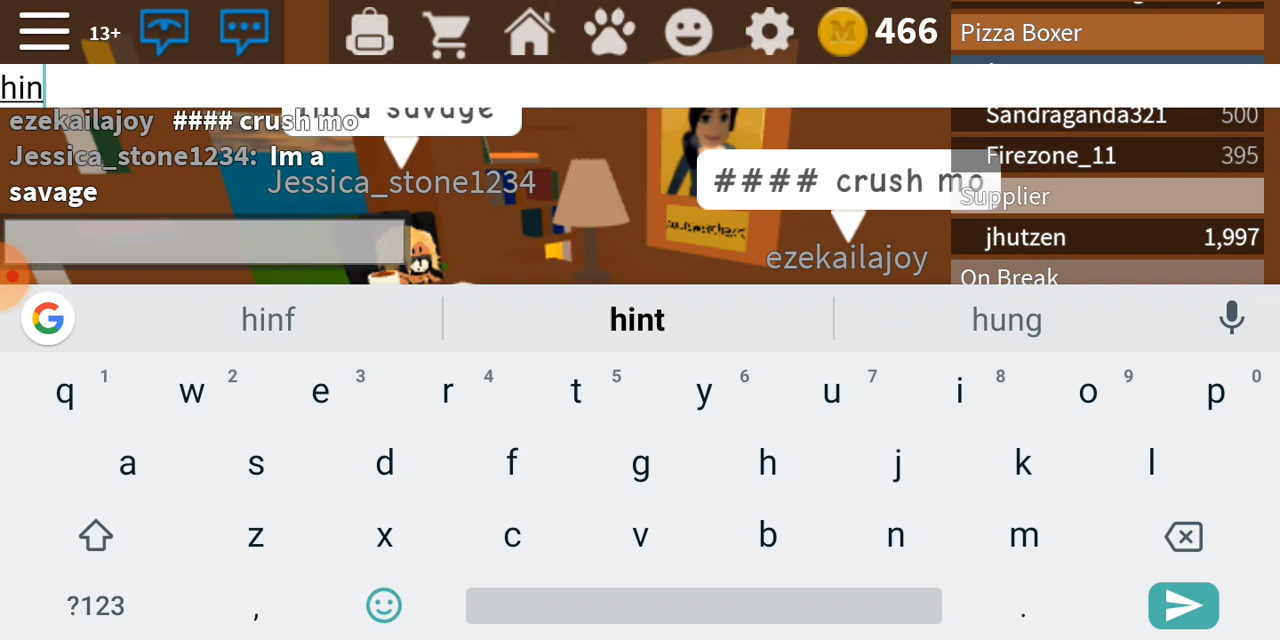 13+
466
Pizza Boxer
hin
ezekailajoy #### crush mo
Im a savage
Jessica_stone1234: Im a
savage
Jessica_stone1234
#### crush mo
ezekailajoy
Sandraganda321 500
Firezone_11 395
Supplier
jhutzen 1,997
On Break
hinf hint hung
q 1 w 2 e 3 r 4 t 5 y 6 u 7 i 8 o 9 p 0
a s d f g h j k l
z x c v b n m
?123 , .